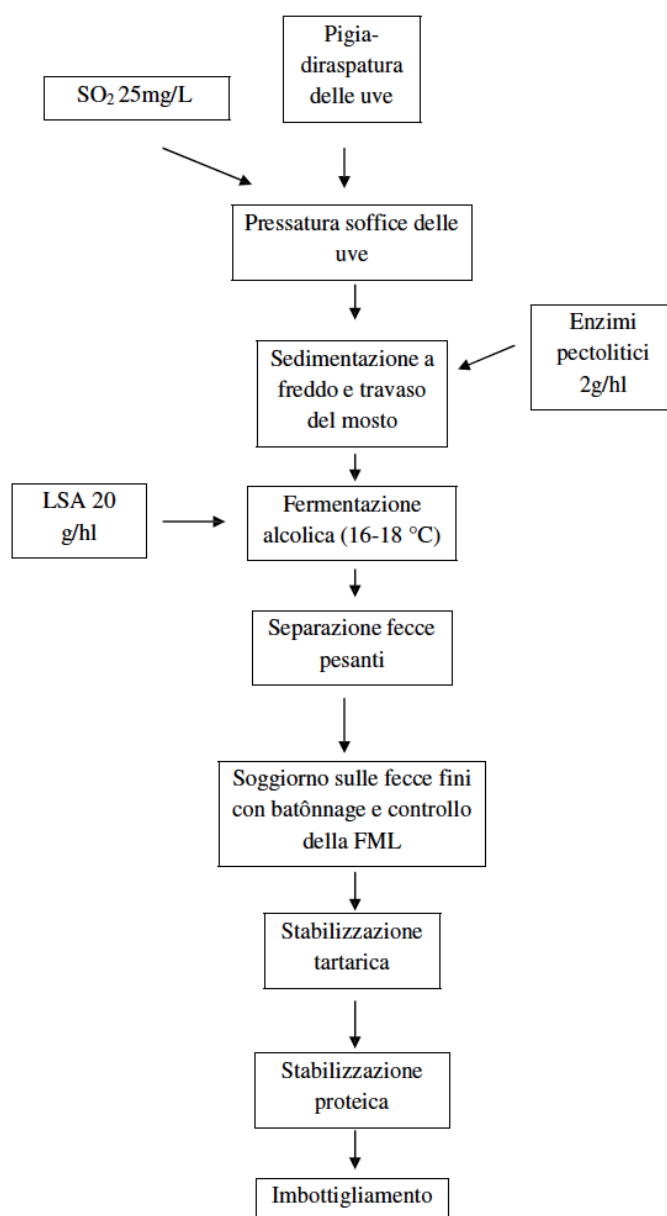 Pigia-
diraspatura
delle uve
SO₂ 25mg/L
Pressatura soffice delle
uve
Enzimi
pectolitici
2g/hl
Sedimentazione a
freddo e travaso
del mosto
LSA 20
g/hl
Fermentazione
alcolica (16-18 °C)
Separazione fecce
pesanti
Soggiorno sulle fecce fini
con batônnage e controllo
della FML
Stabilizzazione
tartarica
Stabilizzazione
proteica
Imbottigliamento